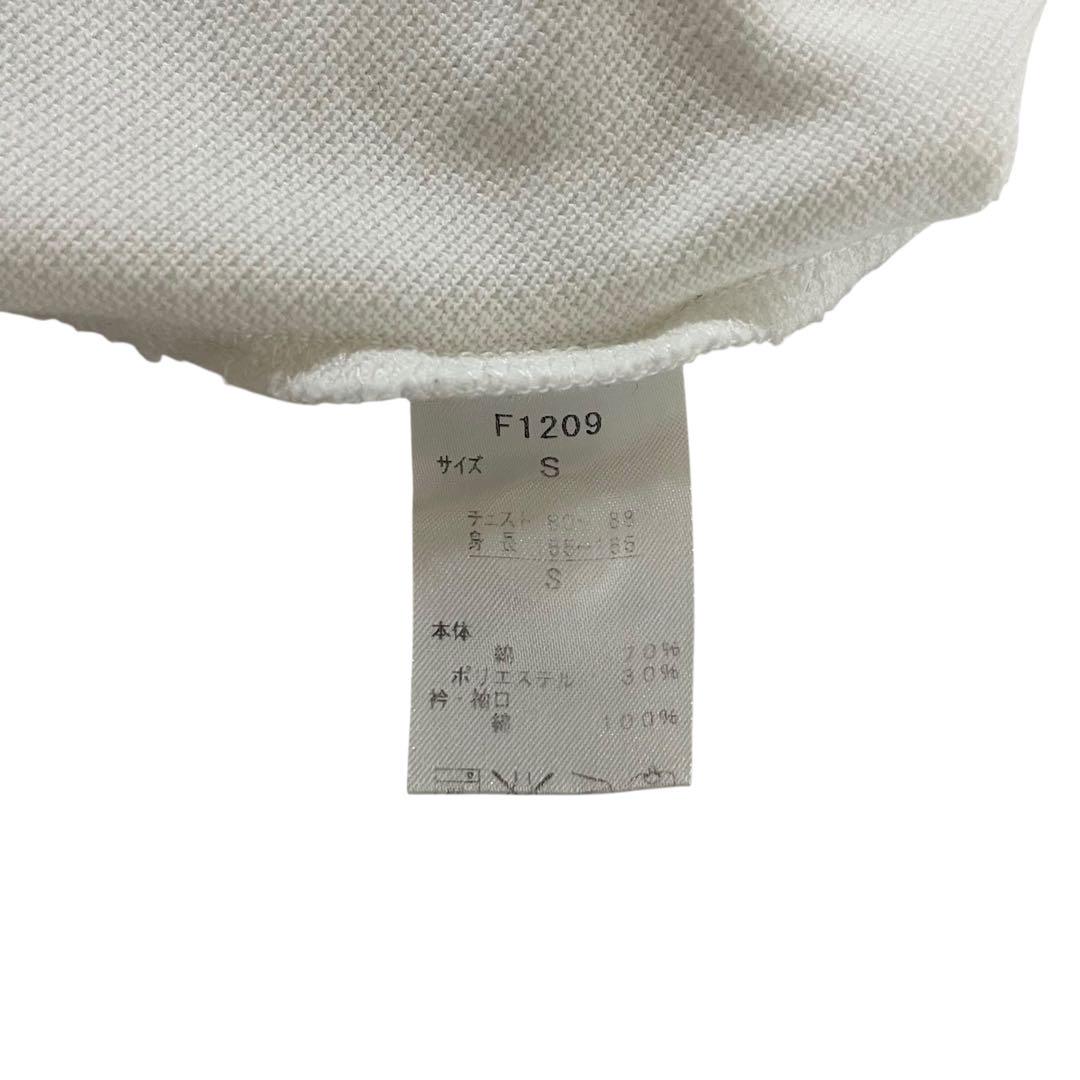 F1209
サイズ S
チェスト 80~ 88
身長 155~165
S
本体
綿 70%
ポリエステル 30%
衿・袖口
綿 100%